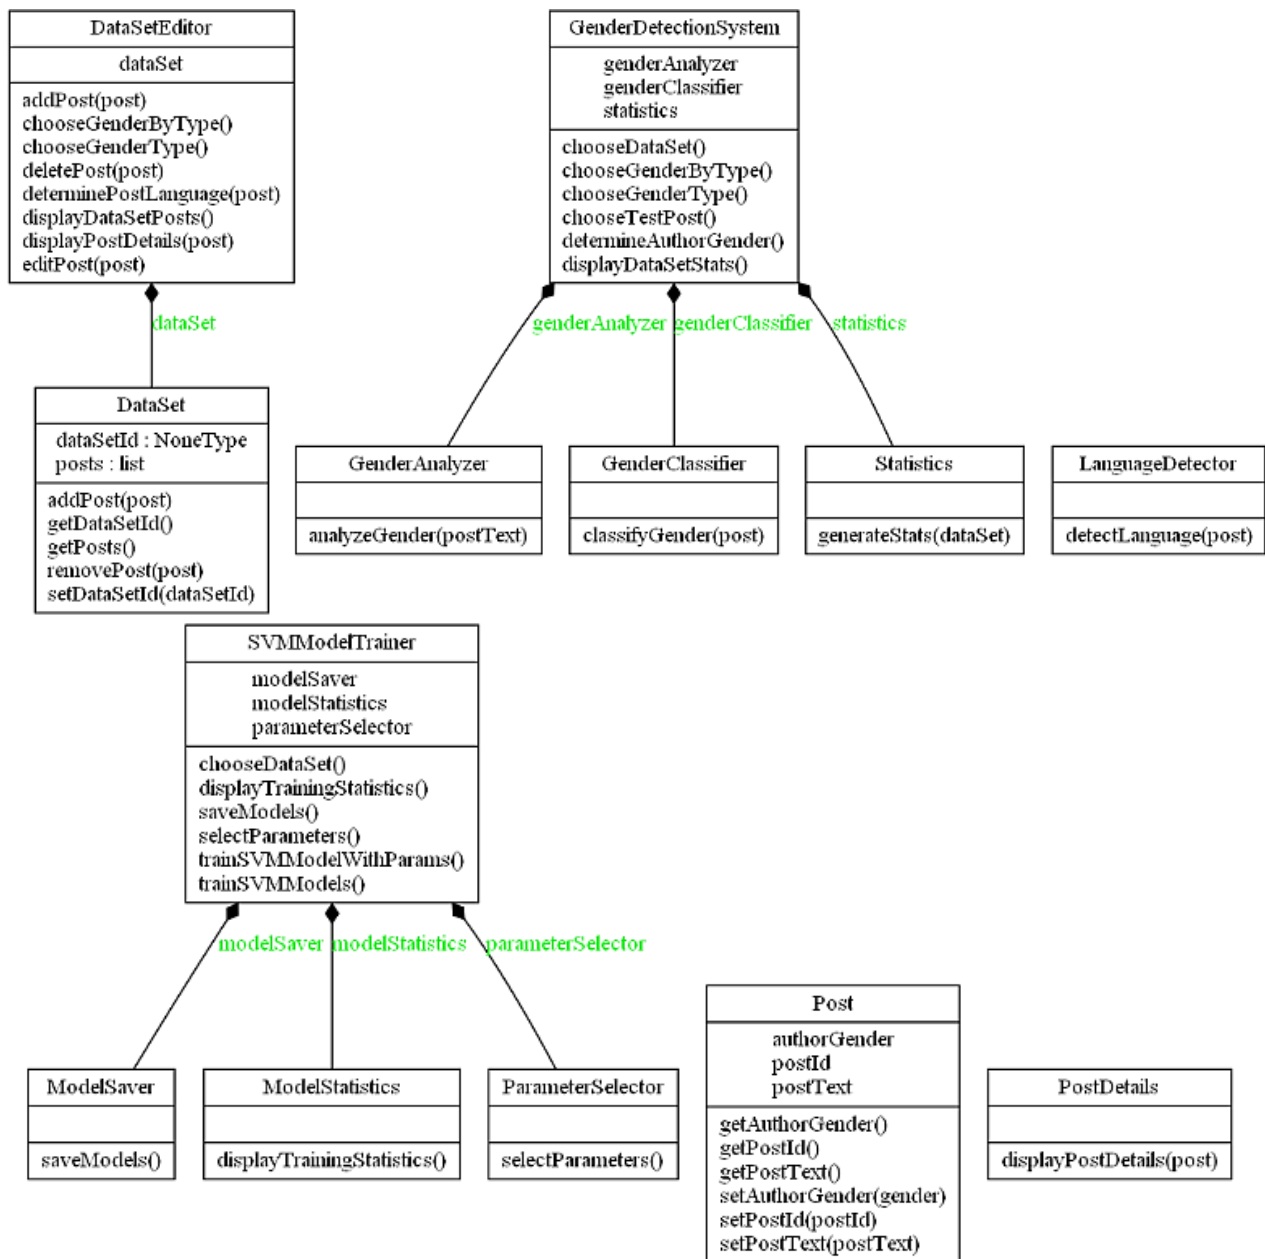 DataSetEditor
dataSet
addPost(post)
chooseGenderByType()
chooseGenderType()
deletePost(post)
determinePostLanguage(post)
displayDataSetPosts()
displayPostDetails(post)
editPost(post)
GenderDetectionSystem
genderAnalyzer
genderClassifier
statistics
chooseDataSet()
chooseGenderByType()
chooseGenderType()
chooseTestPost()
determineAuthorGender()
displayDataSetStats()
dataSet
genderAnalyzer
genderClassifier
statistics
DataSet
dataSetId : NoneType
posts : list
addPost(post)
getDataSetId()
getPosts()
removePost(post)
setDataSetId(dataSetId)
GenderAnalyzer
analyzeGender(postText)
GenderClassifier
classifyGender(post)
Statistics
generateStats(dataSet)
LanguageDetector
detectLanguage(post)
SVMModelTrainer
modelSaver
modelStatistics
parameterSelector
chooseDataSet()
displayTrainingStatistics()
saveModels()
selectParameters()
trainSVMModelWithParams()
trainSVMModels()
modelSaver
modelStatistics
parameterSelector
ModelSaver
saveModels()
ModelStatistics
displayTrainingStatistics()
ParameterSelector
selectParameters()
Post
authorGender
postId
postText
getAuthorGender()
getPostId()
getPostText()
setAuthorGender(gender)
setPostId(postId)
setPostText(postText)
PostDetails
displayPostDetails(post)